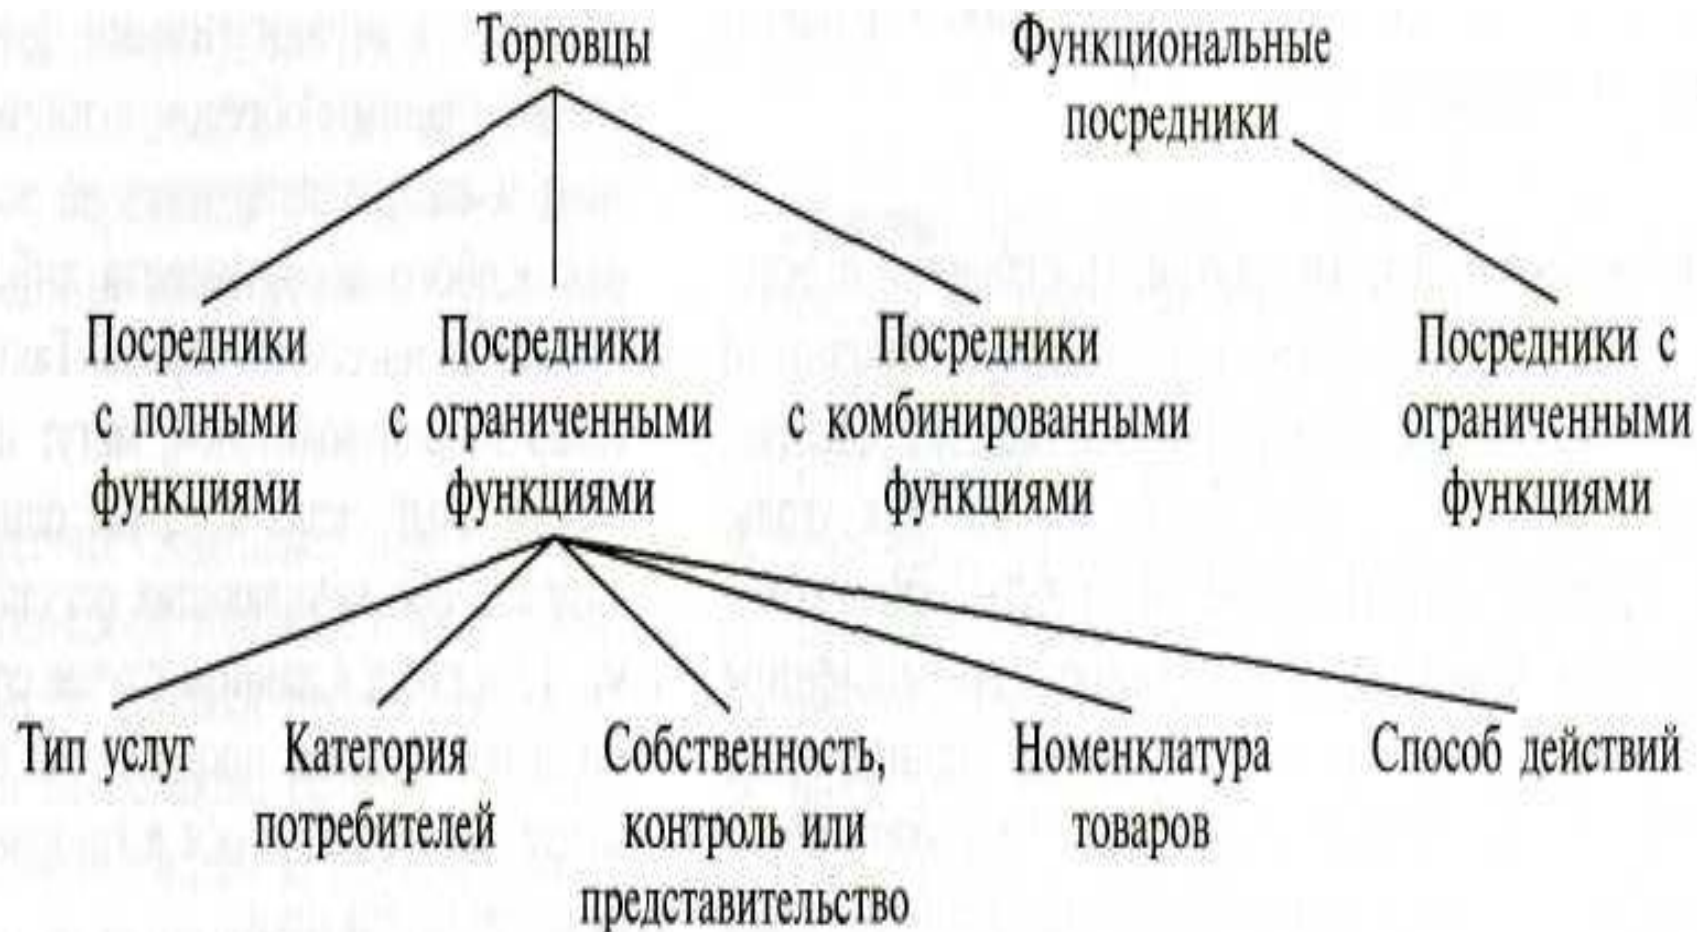 Торговцы
Функциональные
посредники
Посредники
с полными
функциями
Посредники
с ограниченными
функциями
Посредники
с комбинированными
функциями
Посредники с
ограниченными
функциями
Тип услуг
Категория
потребителей
Собственность,
контроль или
представительство
Номенклатура
товаров
Способ действий